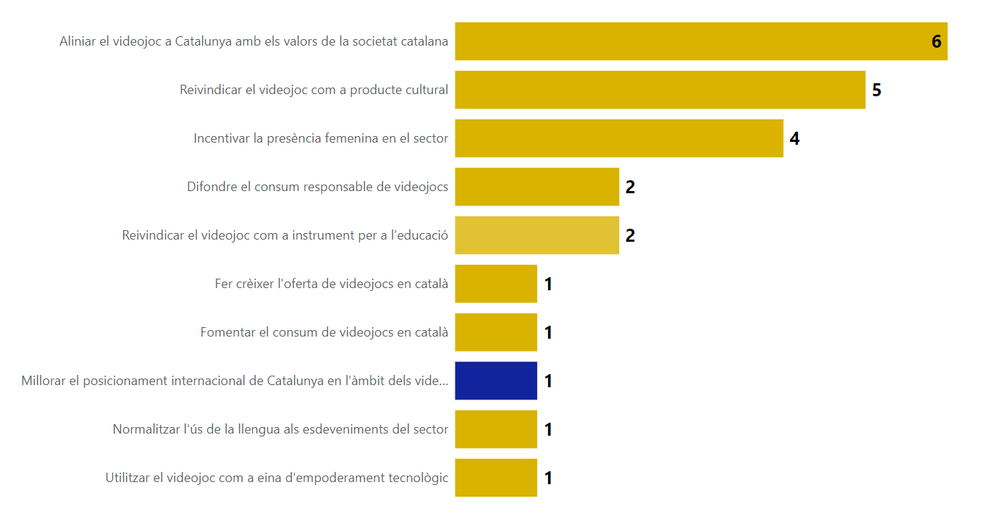 Aliniar el videojoc a Catalunya amb els valors de la societat catalana 6
Reivindicar el videojoc com a producte cultural 5
Incentivar la presència femenina en el sector 4
Difondre el consum responsable de videojocs 2
Reivindicar el videojoc com a instrument per a l’educació 2
Fer crèixer l'oferta de videojocs en català 1
Fomentar el consum de videojocs en català 1
Millorar el posicionament internacional de Catalunya en l'àmbit dels vide... 1
Normalitzar l'ús de la llengua als esdeveniments del sector 1
Utilitzar el videojoc com a eina d'empoderament tecnològic 1